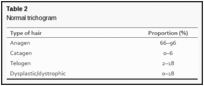 Table 2
Normal trichogram
Type of hair Proportion (%)
Anagen 66–96
Catagen 0–6
Telogen 2–18
Dysplastic/dystrophic 0–18